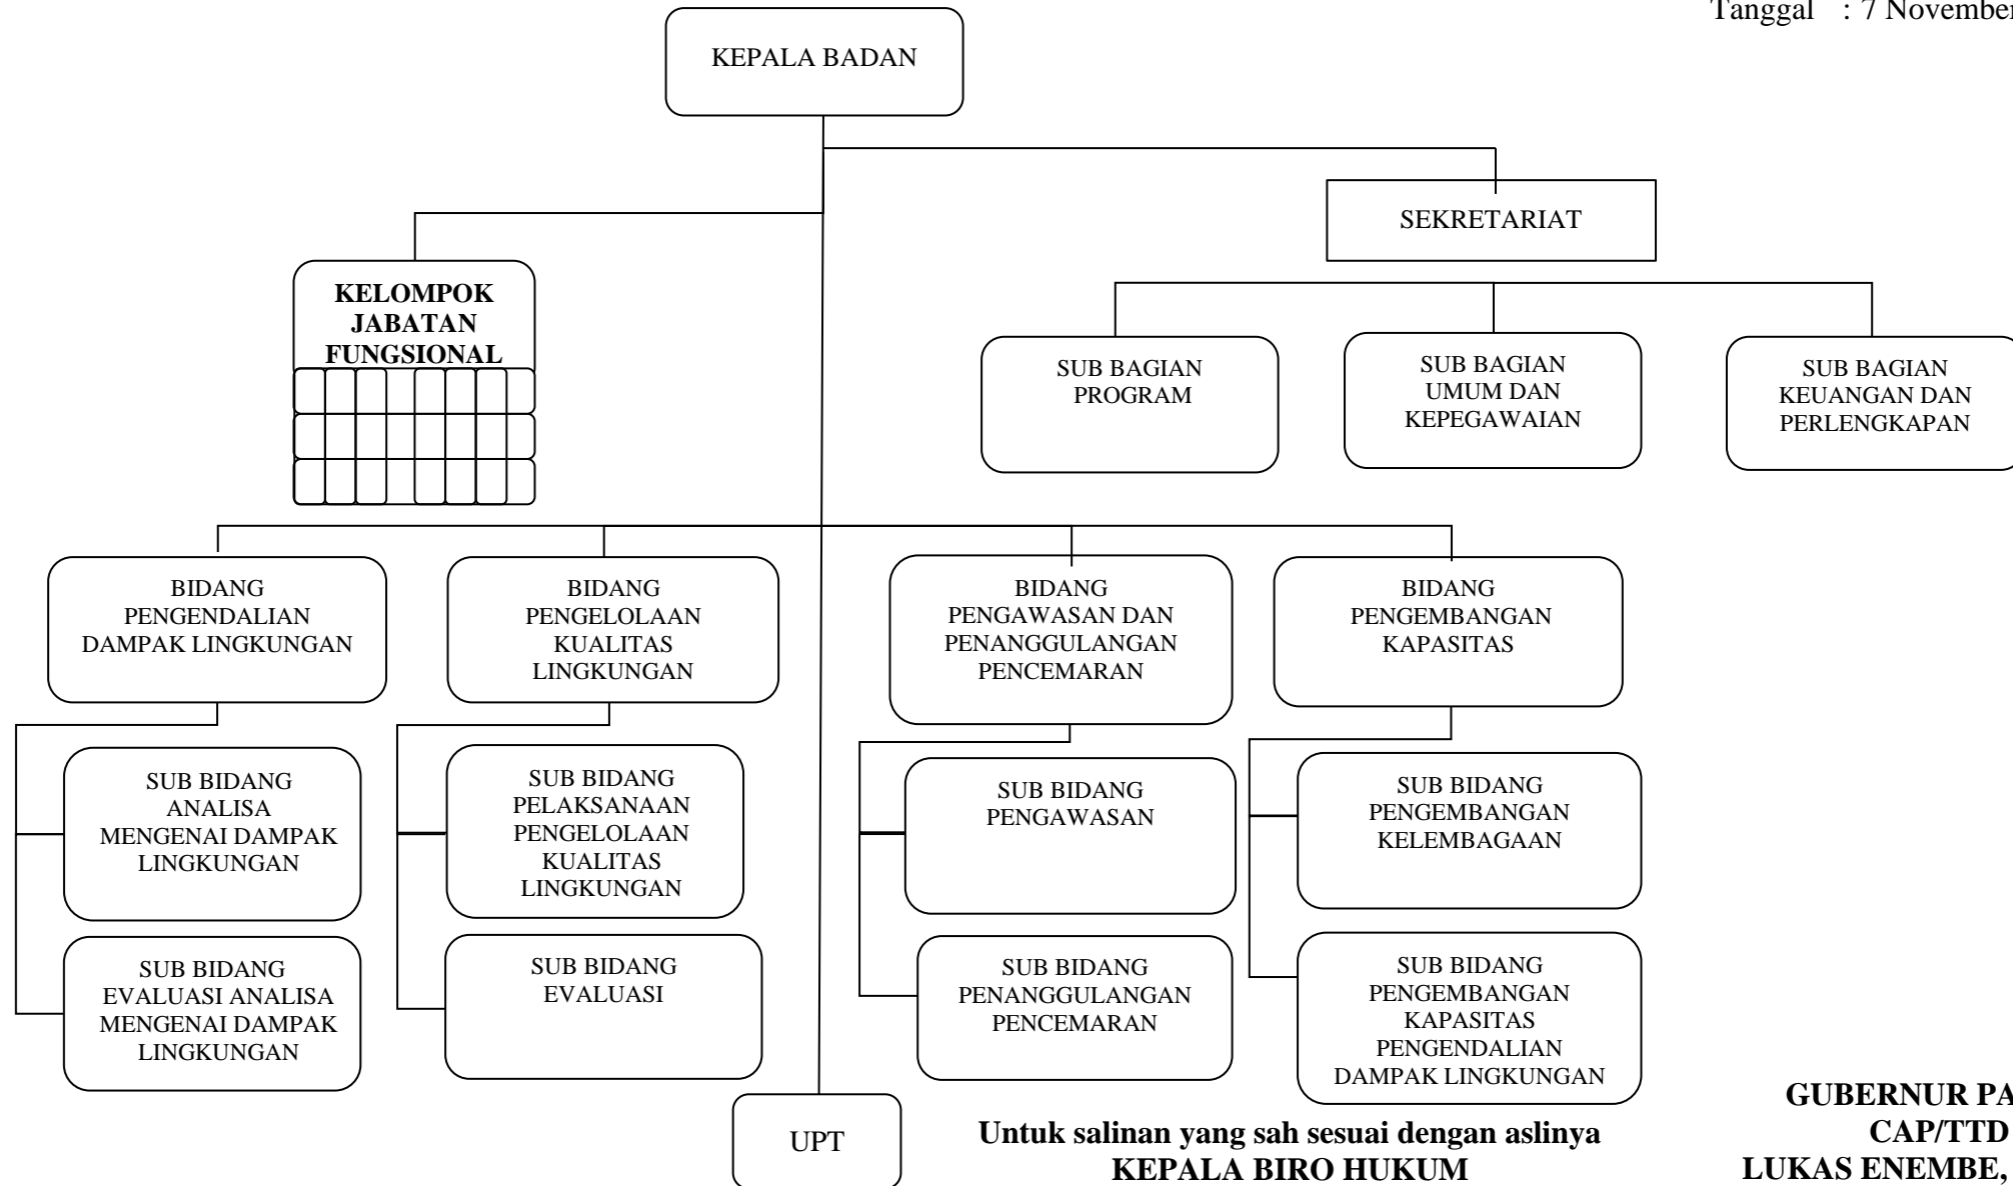 Tanggal : 7 November
KEPALA BADAN
SEKRETARIAT
KELOMPOK
JABATAN
FUNGSIONAL
SUB BAGIAN
PROGRAM
SUB BAGIAN
UMUM DAN
KEPEGAWAIAN
SUB BAGIAN
KEUANGAN DAN
PERLENGKAPAN
BIDANG
PENGENDALIAN
DAMPAK LINGKUNGAN
BIDANG
PENGELOLAAN
KUALITAS
LINGKUNGAN
BIDANG
PENGAWASAN DAN
PENANGGULANGAN
PENCEMARAN
BIDANG
PENGEMBANGAN
KAPASITAS
SUB BIDANG
ANALISA
MENGENAI DAMPAK
LINGKUNGAN
SUB BIDANG
PELAKSANAAN
PENGELOLAAN
KUALITAS
LINGKUNGAN
SUB BIDANG
PENGAWASAN
SUB BIDANG
PENGEMBANGAN
KELEMBAGAAN
SUB BIDANG
EVALUASI ANALISA
MENGENAI DAMPAK
LINGKUNGAN
SUB BIDANG
EVALUASI
SUB BIDANG
PENANGGULANGAN
PENCEMARAN
SUB BIDANG
PENGEMBANGAN
KAPASITAS
PENGENDALIAN
DAMPAK LINGKUNGAN
UPT
Untuk salinan yang sah sesuai dengan aslinya
KEPALA BIRO HUKUM
GUBERNUR PA
CAP/TTD
LUKAS ENEMBE,